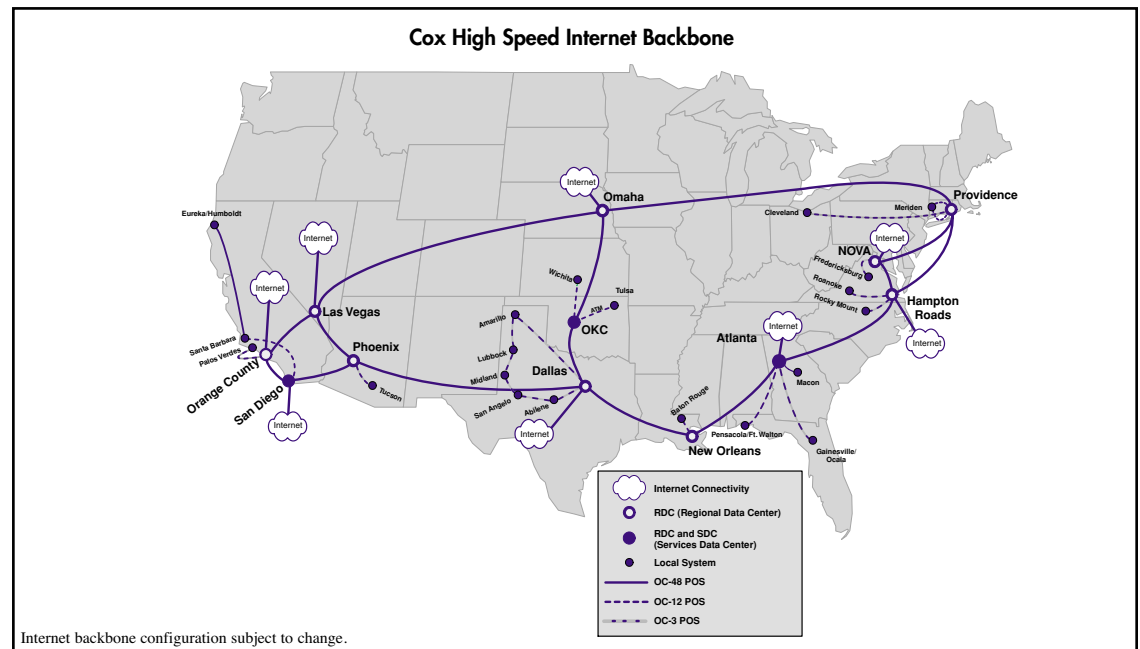 Cox High Speed Internet Backbone
Internet
Omaha
Providence
Cleveland
Meriden
Eureka/Humboldt
Internet
Internet
NOVA
Fredericksburg
Roanoke
Rocky Mount
Hampton
Roads
Internet
Wichita
Tulsa
ATM
OKC
Internet
Las Vegas
Amarillo
Lubbock
Midland
San Angelo
Abilene
Dallas
Internet
Atlanta
Internet
Macon
Santa Barbara
Palos Verdes
Orange County
San Diego
Internet
Phoenix
Tucson
Baton Rouge
New Orleans
Pensacola/Ft. Walton
Gainesville/
Ocala
Internet Connectivity
RDC (Regional Data Center)
RDC and SDC
(Services Data Center)
Local System
OC-48 POS
OC-12 POS
OC-3 POS
Internet backbone configuration subject to change.